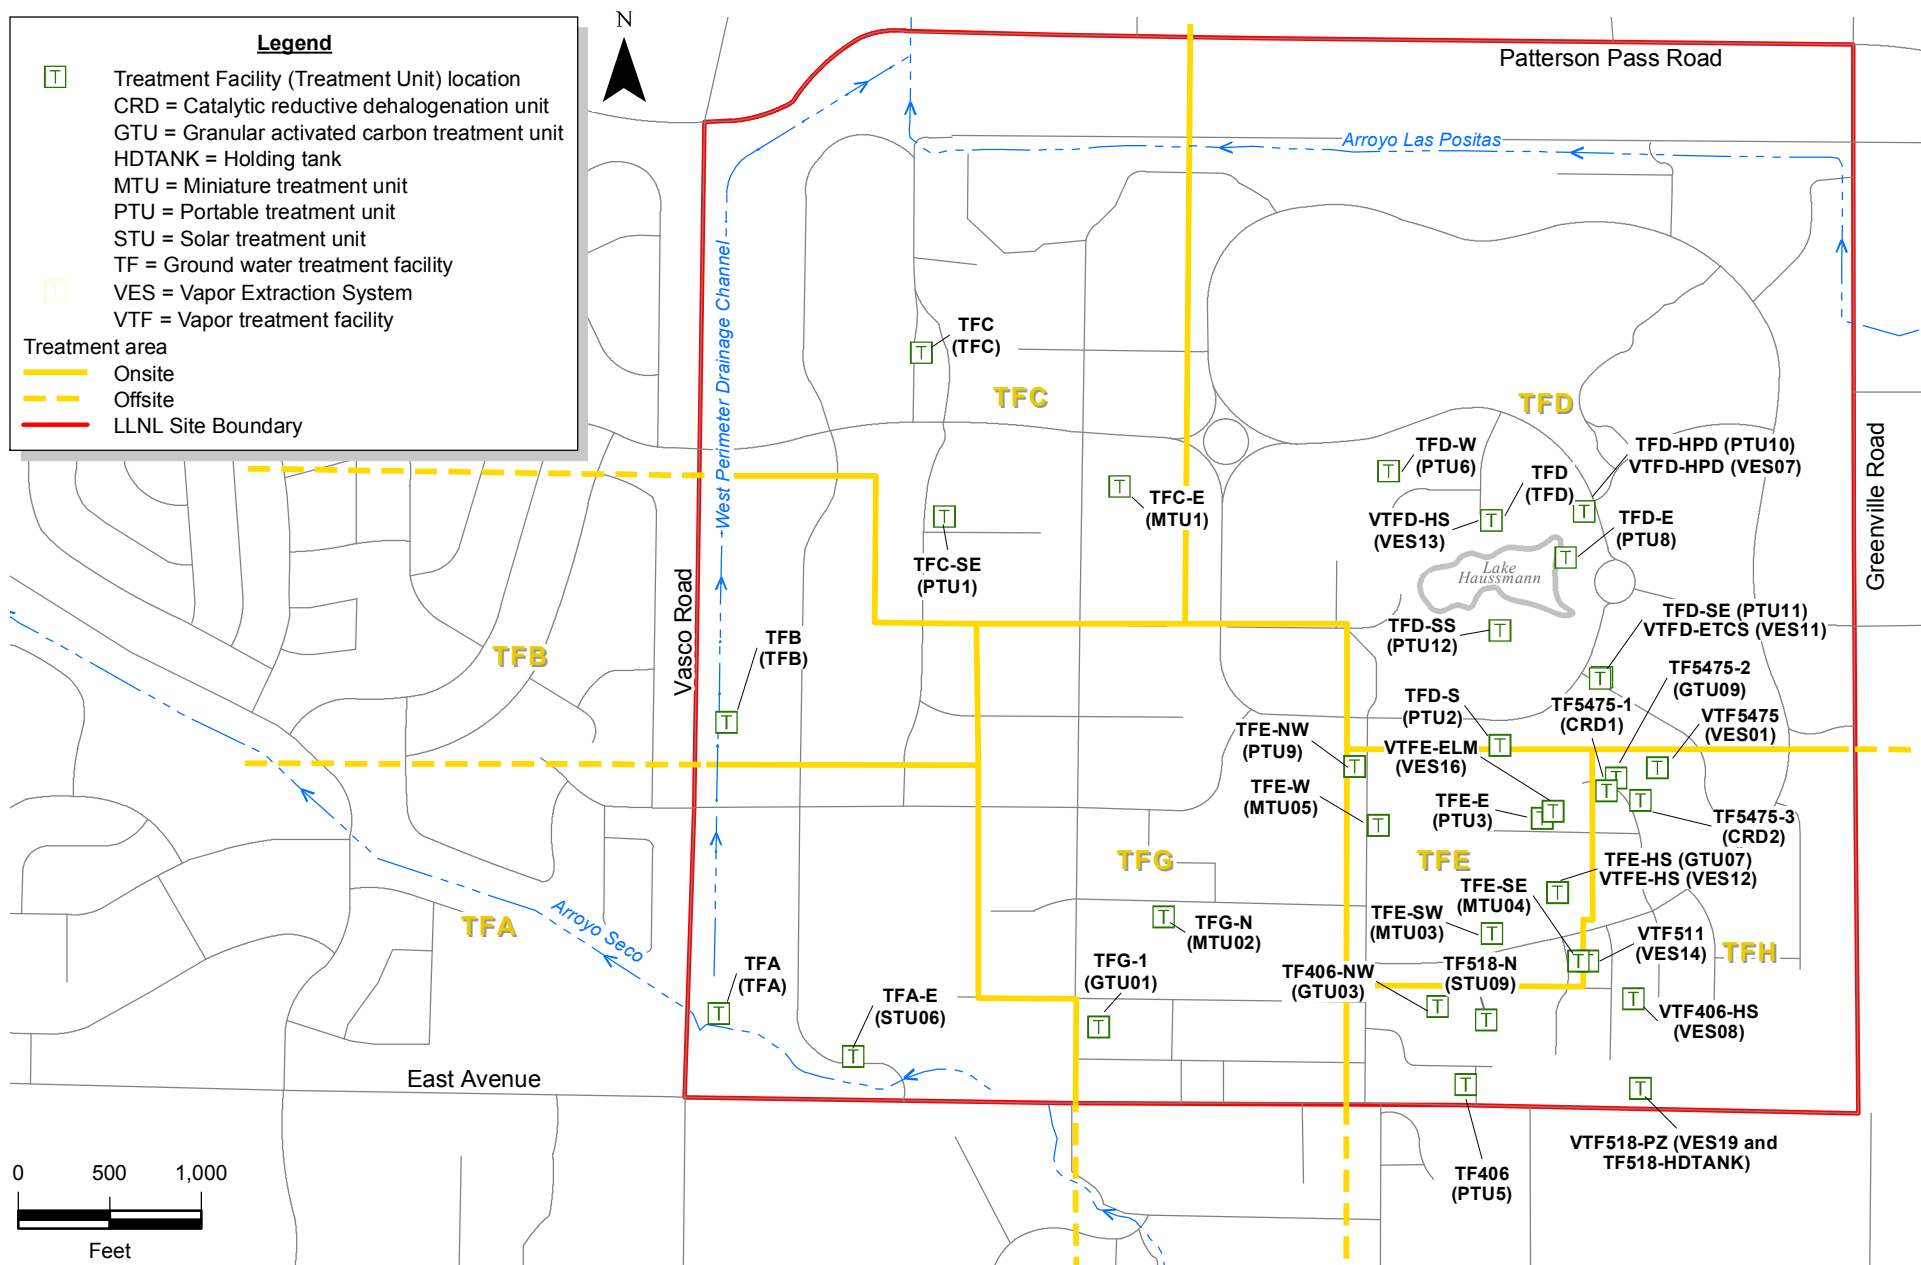 Legend
T
Treatment Facility (Treatment Unit) location
CRD = Catalytic reductive dehalogenation unit
GTU = Granular activated carbon treatment unit
HDTANK = Holding tank
MTU = Miniature treatment unit
PTU = Portable treatment unit
STU = Solar treatment unit
TF = Ground water treatment facility
T
VES = Vapor Extraction System
VTF = Vapor treatment facility
Treatment area
Onsite
Offsite
LLNL Site Boundary
N
Patterson Pass Road
Arroyo Las Positas
West Perimeter Drainage Channel
Vasco Road
Greenville Road
East Avenue
Arroyo Seco
Lake
Haussmann
TFC
TFD
TFB
TFA
TFG
TFE
TFH
TFC
(TFC)
T
TFC-E
(MTU1)
T
TFC-SE
(PTU1)
T
TFD-W
(PTU6)
T
TFD
(TFD)
T
VTFD-HS
(VES13)
TFD-HPD (PTU10)
VTFD-HPD (VES07)
T
TFD-E
(PTU8)
T
TFD-SS
(PTU12)
T
TFD-SE (PTU11)
VTFD-ETCS (VES11)
T
TFB
(TFB)
T
TFD-S
(PTU2)
T
TF5475-1
(CRD1)
T
TF5475-2
(GTU09)
T
VTF5475
(VES01)
T
TF5475-3
(CRD2)
T
TFE-NW
(PTU9)
T
VTFE-ELM
(VES16)
T
TFE-W
(MTU05)
T
TFE-E
(PTU3)
T
TFE-HS (GTU07)
VTFE-HS (VES12)
T
TFE-SE
(MTU04)
T
TFE-SW
(MTU03)
T
VTF511
(VES14)
T
TFG-N
(MTU02)
T
TFG-1
(GTU01)
T
TF406-NW
(GTU03)
T
TF518-N
(STU09)
T
VTF406-HS
(VES08)
T
TFA
(TFA)
T
TFA-E
(STU06)
T
TF406
(PTU5)
T
VTF518-PZ (VES19 and
TF518-HDTANK)
T
0 500 1,000
Feet